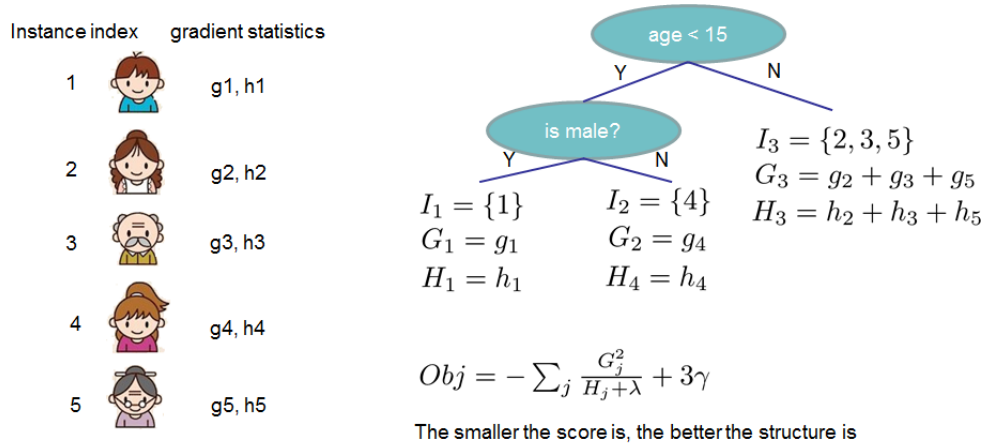 Instance index gradient statistics
1 g1, h1
2 g2, h2
3 g3, h3
4 g4, h4
5 g5, h5
age < 15
Y N
is male?
Y N
I₁ = {1}
G₁ = g₁
H₁ = h₁
I₂ = {4}
G₂ = g₄
H₄ = h₄
I₃ = {2, 3, 5}
G₃ = g₂ + g₃ + g₅
H₃ = h₂ + h₃ + h₅
Obj = −∑ⱼ Gⱼ²/(Hⱼ+λ) + 3γ
The smaller the score is, the better the structure is